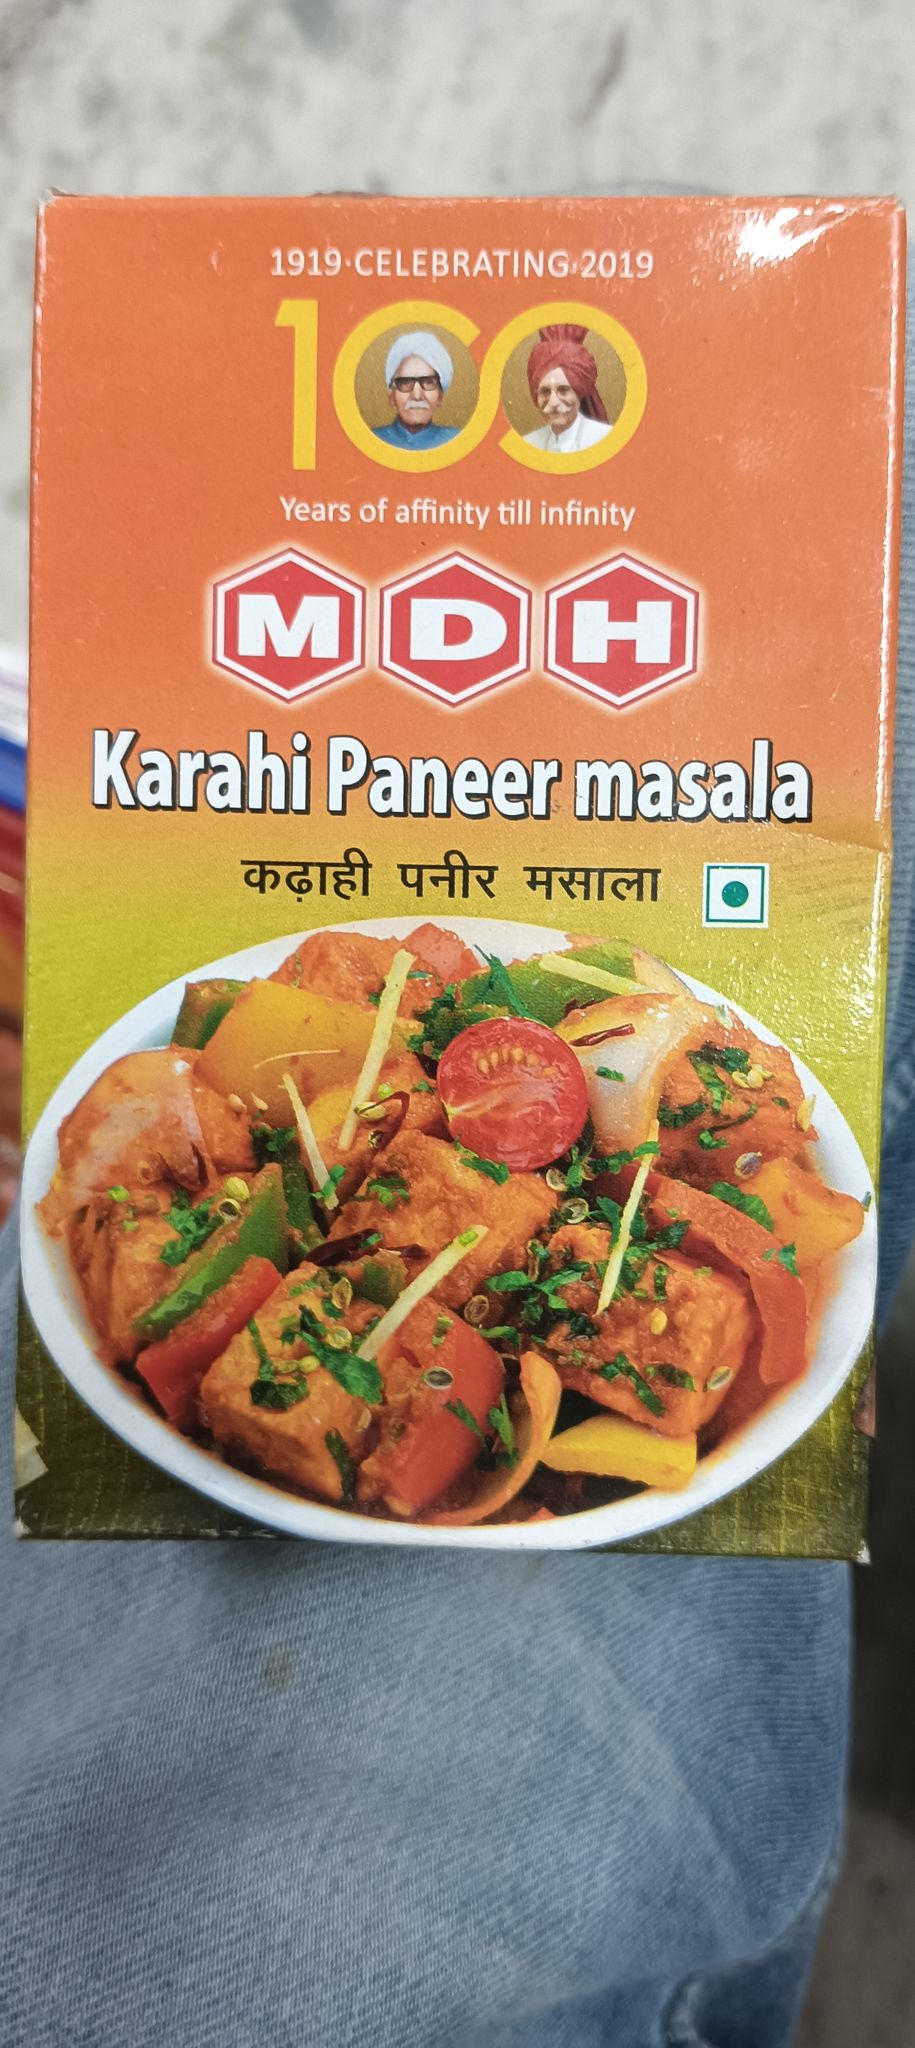 1919·CELEBRATING·2019
100
Years of affinity till infinity
MDH
Karahi Paneer masala
कढ़ाही पनीर मसाला